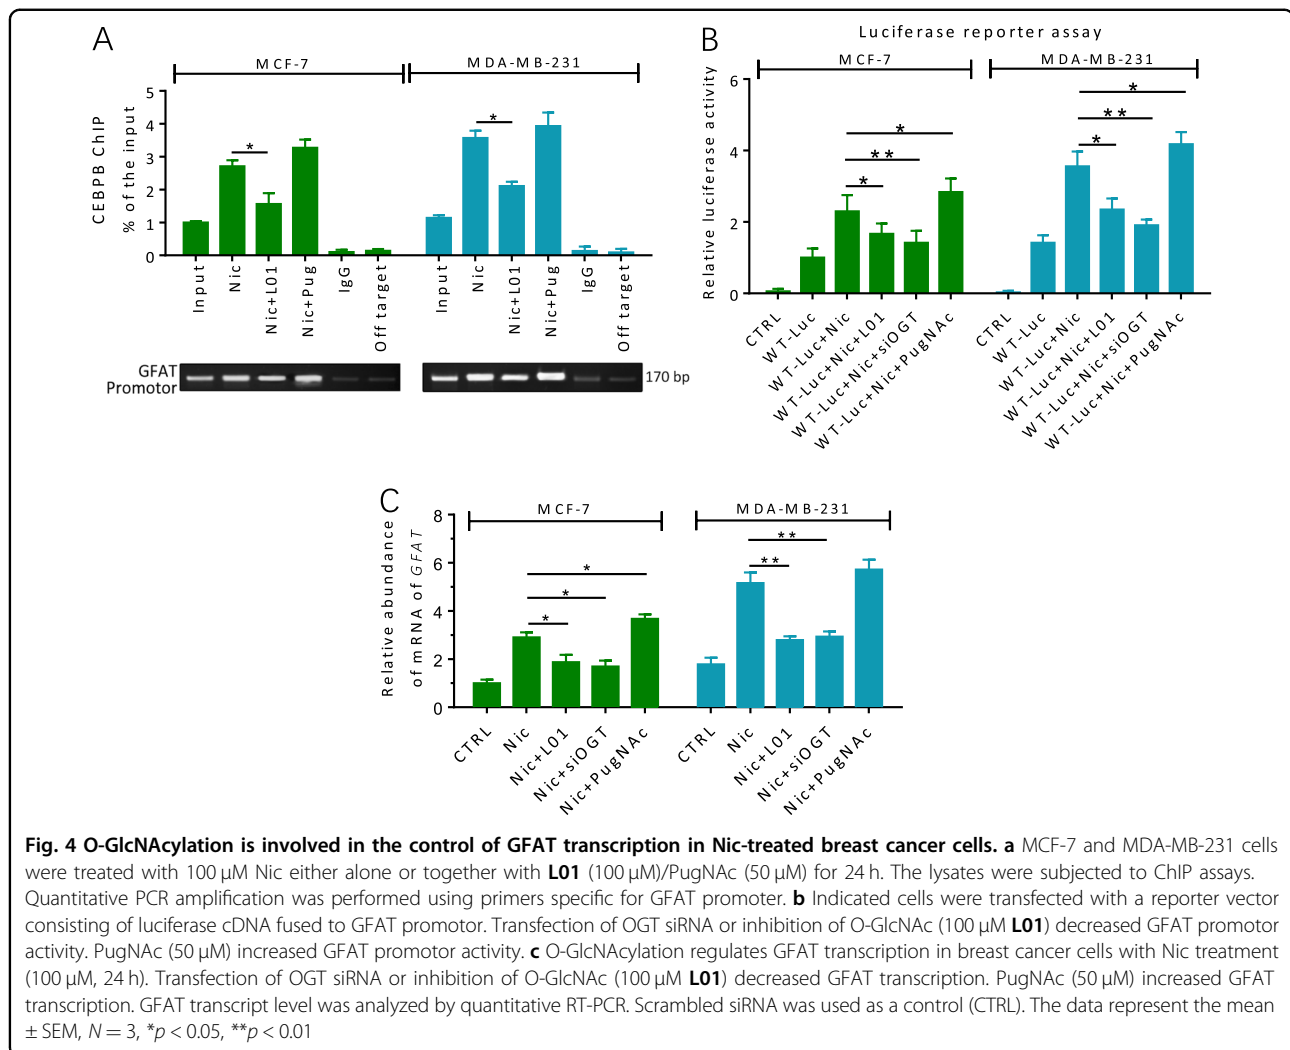 A
MCF-7
MDA-MB-231
CEBPB ChIP
% of the input
5
4
3
2
1
0
*
*
Input
Nic
Nic+L01
Nic+Pug
IgG
Off target
Input
Nic
Nic+L01
Nic+Pug
IgG
Off target
GFAT
Promotor
170 bp
B
Luciferase reporter assay
MCF-7
MDA-MB-231
Relative luciferase activity
6
4
2
0
*
**
*
*
**
*
CTRL
WT-Luc
WT-Luc+Nic
WT-Luc+Nic+L01
WT-Luc+Nic+siOGT
WT-Luc+Nic+PugNAc
CTRL
WT-Luc
WT-Luc+Nic
WT-Luc+Nic+L01
WT-Luc+Nic+siOGT
WT-Luc+Nic+PugNAc
C
MCF-7
MDA-MB-231
Relative abundance
of mRNA of GFAT
8
6
4
2
0
*
*
*
**
**
CTRL
Nic
Nic+L01
Nic+siOGT
Nic+PugNAc
CTRL
Nic
Nic+L01
Nic+siOGT
Nic+PugNAc
Fig. 4 O-GlcNAcylation is involved in the control of GFAT transcription in Nic-treated breast cancer cells. a MCF-7 and MDA-MB-231 cells
were treated with 100 μM Nic either alone or together with L01 (100 μM)/PugNAc (50 μM) for 24 h. The lysates were subjected to ChIP assays.
Quantitative PCR amplification was performed using primers specific for GFAT promoter. b Indicated cells were transfected with a reporter vector
consisting of luciferase cDNA fused to GFAT promotor. Transfection of OGT siRNA or inhibition of O-GlcNAc (100 μM L01) decreased GFAT promotor
activity. PugNAc (50 μM) increased GFAT promotor activity. c O-GlcNAcylation regulates GFAT transcription in breast cancer cells with Nic treatment
(100 μM, 24 h). Transfection of OGT siRNA or inhibition of O-GlcNAc (100 μM L01) decreased GFAT transcription. PugNAc (50 μM) increased GFAT
transcription. GFAT transcript level was analyzed by quantitative RT-PCR. Scrambled siRNA was used as a control (CTRL). The data represent the mean
± SEM, N = 3, *p < 0.05, **p < 0.01